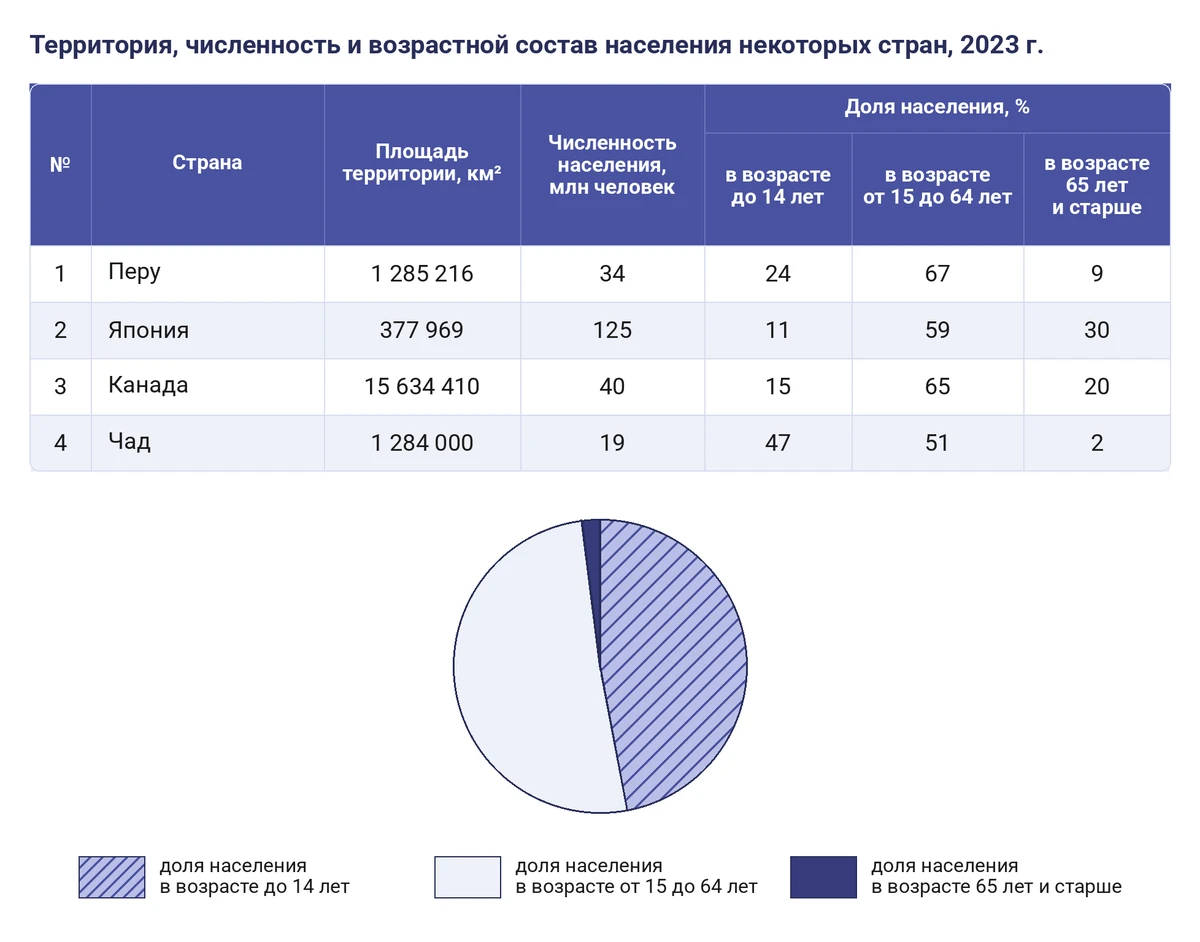 Территория, численность и возрастной состав населения некоторых стран, 2023 г.
№
Страна
Площадь
территории, км²
Численность
населения,
млн человек
Доля населения, %
в возрасте
до 14 лет
в возрасте
от 15 до 64 лет
в возрасте
65 лет
и старше
1 Перу 1 285 216 34 24 67 9
2 Япония 377 969 125 11 59 30
3 Канада 15 634 410 40 15 65 20
4 Чад 1 284 000 19 47 51 2
доля населения
в возрасте до 14 лет
доля населения
в возрасте от 15 до 64 лет
доля населения
в возрасте 65 лет и старше